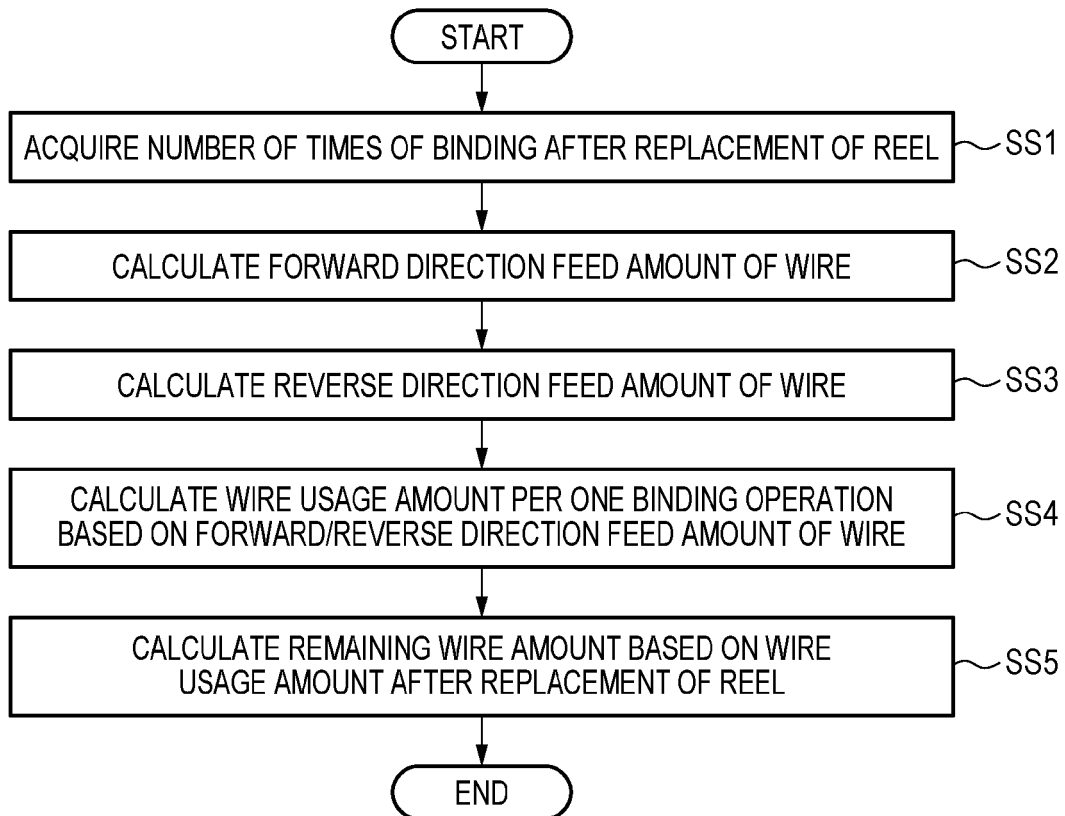 START
ACQUIRE NUMBER OF TIMES OF BINDING AFTER REPLACEMENT OF REEL
SS1
CALCULATE FORWARD DIRECTION FEED AMOUNT OF WIRE
SS2
CALCULATE REVERSE DIRECTION FEED AMOUNT OF WIRE
SS3
CALCULATE WIRE USAGE AMOUNT PER ONE BINDING OPERATION
BASED ON FORWARD/REVERSE DIRECTION FEED AMOUNT OF WIRE
SS4
CALCULATE REMAINING WIRE AMOUNT BASED ON WIRE
USAGE AMOUNT AFTER REPLACEMENT OF REEL
SS5
END